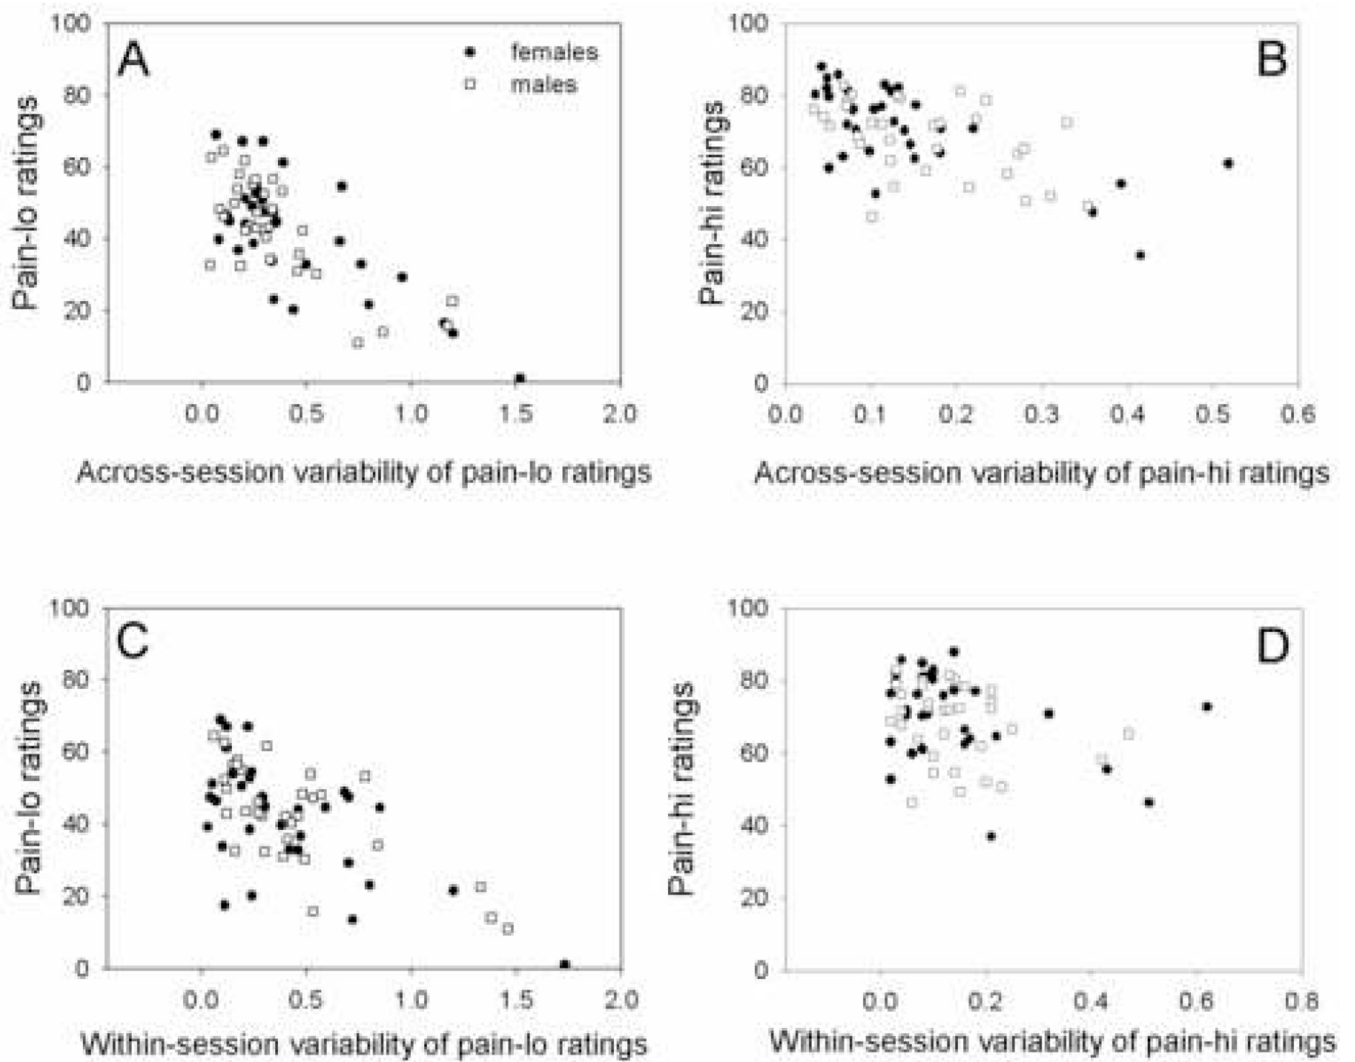 A
females
males
100
80
60
40
20
0
Pain-lo ratings
0.0 0.5 1.0 1.5 2.0
Across-session variability of pain-lo ratings
B
100
80
60
40
20
0
Pain-hi ratings
0.0 0.1 0.2 0.3 0.4 0.5 0.6
Across-session variability of pain-hi ratings
C
100
80
60
40
20
0
Pain-lo ratings
0.0 0.5 1.0 1.5 2.0
Within-session variability of pain-lo ratings
D
100
80
60
40
20
0
Pain-hi ratings
0.0 0.2 0.4 0.6 0.8
Within-session variability of pain-hi ratings